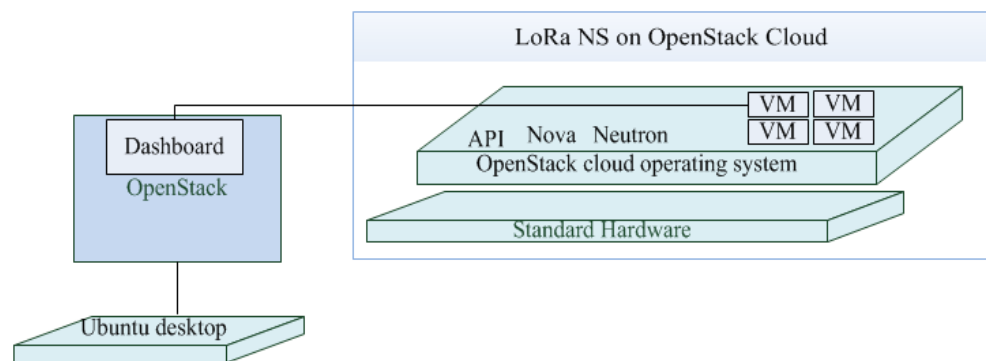 LoRa NS on OpenStack Cloud
VM VM
VM VM
API Nova Neutron
OpenStack cloud operating system
Standard Hardware
Dashboard
OpenStack
Ubuntu desktop